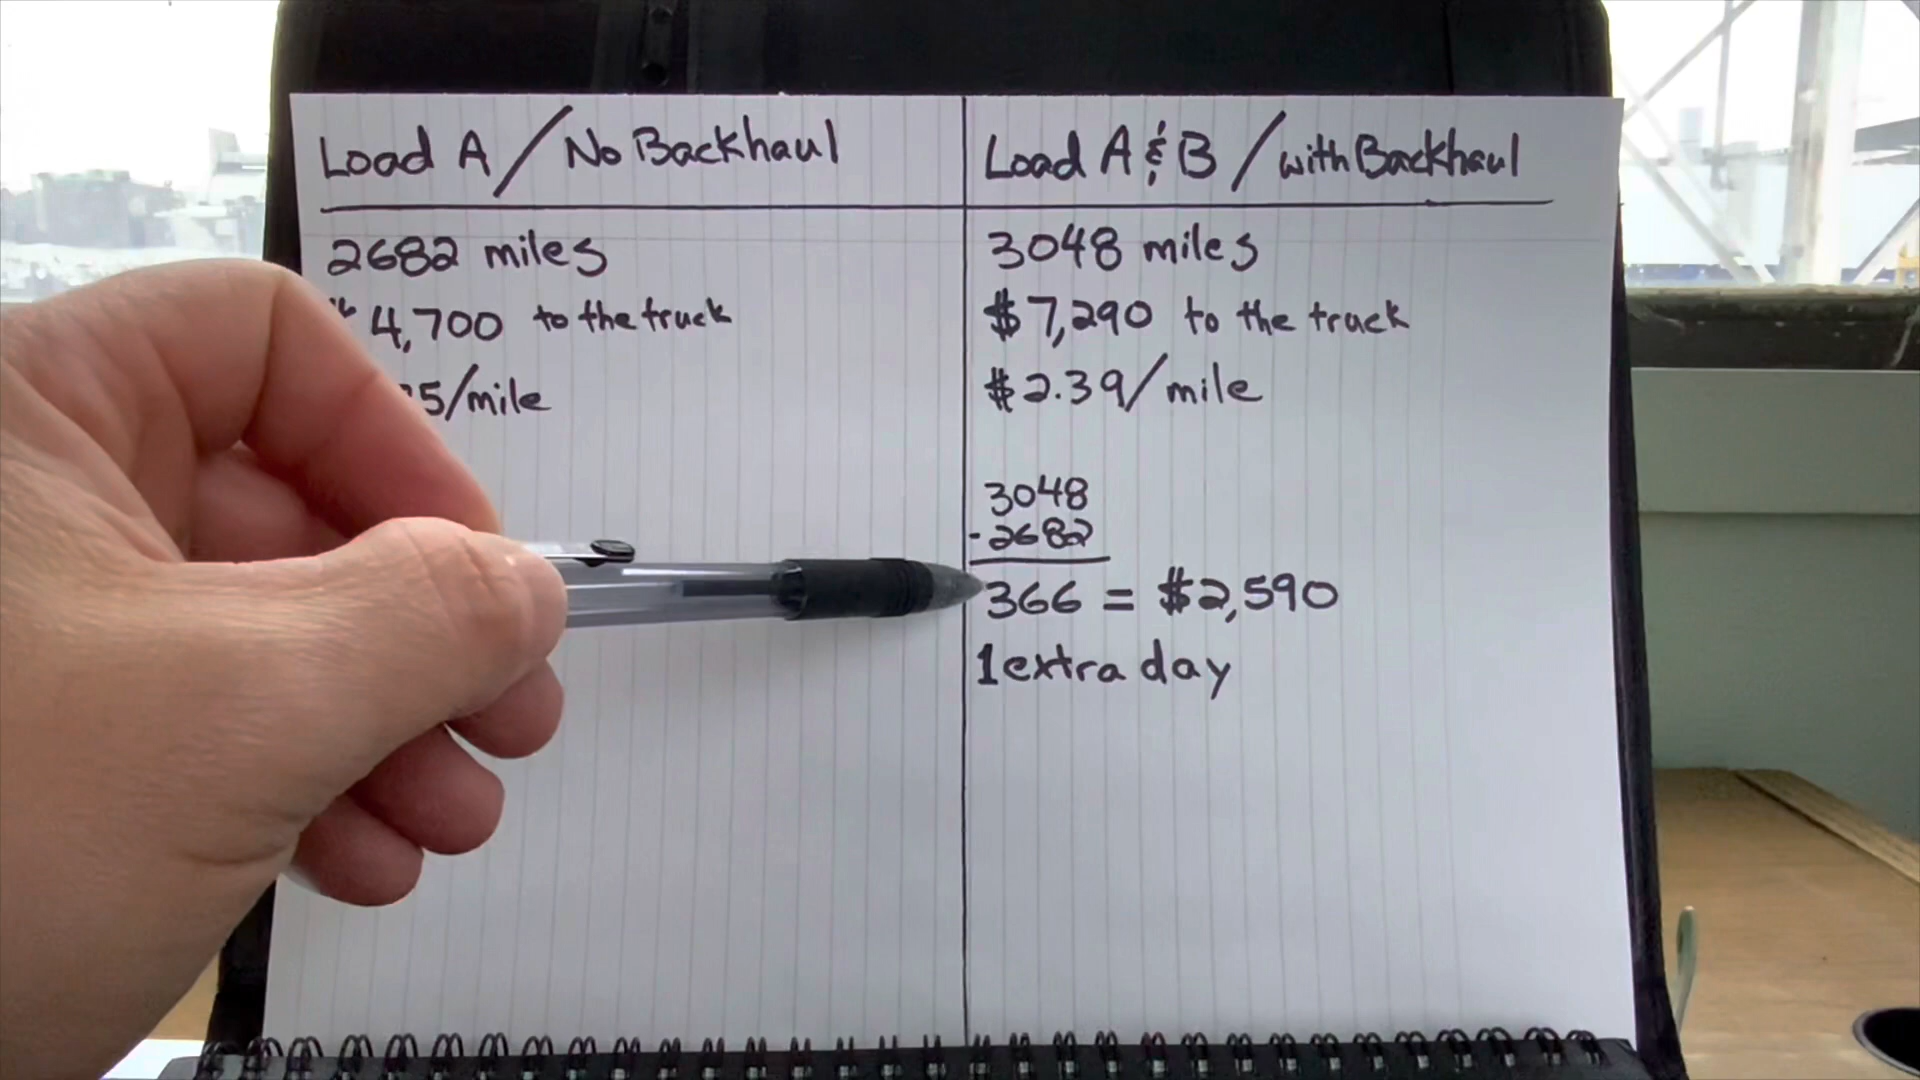 Load A / No Backhaul
2682 miles
4,700 to the truck
5/mile
Load A & B / with Backhaul
3048 miles
$7,290 to the truck
$2.39/mile
3048
-2682
366 = $2,590
1 extra day